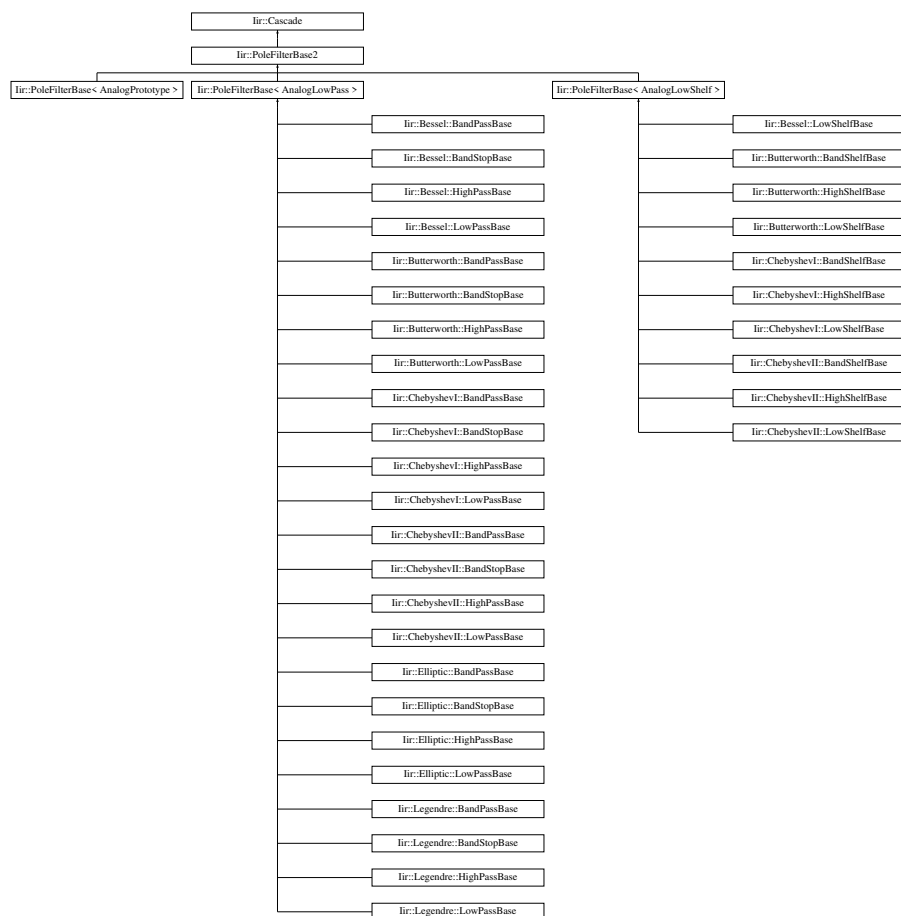 Iir::Cascade
Iir::PoleFilterBase2
Iir::PoleFilterBase< AnalogPrototype >
Iir::PoleFilterBase< AnalogLowPass >
Iir::PoleFilterBase< AnalogLowShelf >
Iir::Bessel::BandPassBase
Iir::Bessel::BandStopBase
Iir::Bessel::HighPassBase
Iir::Bessel::LowPassBase
Iir::Butterworth::BandPassBase
Iir::Butterworth::BandStopBase
Iir::Butterworth::HighPassBase
Iir::Butterworth::LowPassBase
Iir::ChebyshevI::BandPassBase
Iir::ChebyshevI::BandStopBase
Iir::ChebyshevI::HighPassBase
Iir::ChebyshevI::LowPassBase
Iir::ChebyshevII::BandPassBase
Iir::ChebyshevII::BandStopBase
Iir::ChebyshevII::HighPassBase
Iir::ChebyshevII::LowPassBase
Iir::Elliptic::BandPassBase
Iir::Elliptic::BandStopBase
Iir::Elliptic::HighPassBase
Iir::Elliptic::LowPassBase
Iir::Legendre::BandPassBase
Iir::Legendre::BandStopBase
Iir::Legendre::HighPassBase
Iir::Legendre::LowPassBase
Iir::Bessel::LowShelfBase
Iir::Butterworth::BandShelfBase
Iir::Butterworth::HighShelfBase
Iir::Butterworth::LowShelfBase
Iir::ChebyshevI::BandShelfBase
Iir::ChebyshevI::HighShelfBase
Iir::ChebyshevI::LowShelfBase
Iir::ChebyshevII::BandShelfBase
Iir::ChebyshevII::HighShelfBase
Iir::ChebyshevII::LowShelfBase